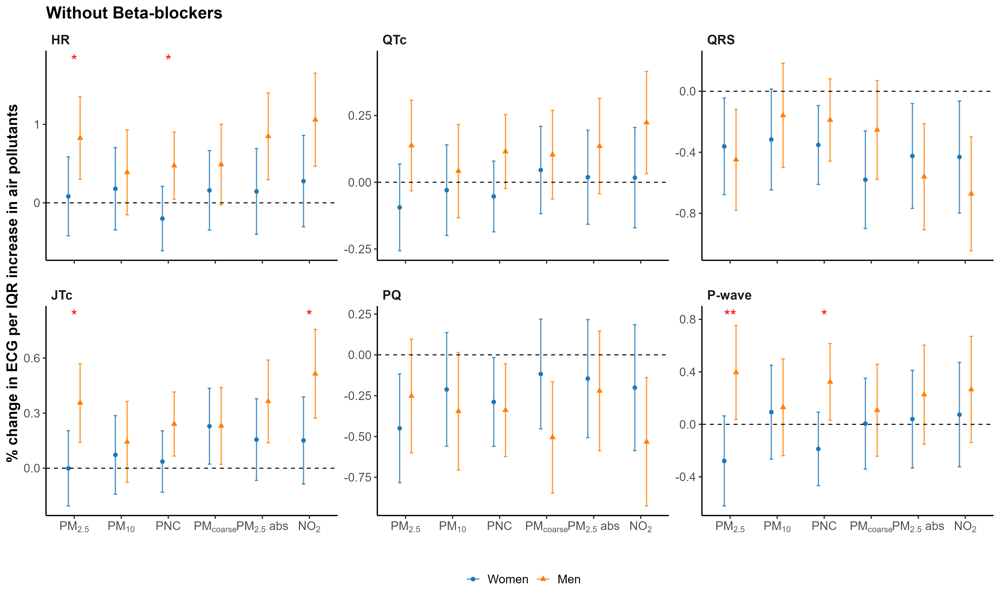 Without Beta-blockers
% change in ECG per IQR increase in air pollutants
HR
*
*
1
0
QTc
0.25
0.00
-0.25
QRS
0.0
-0.4
-0.8
JTc
*
*
0.6
0.3
0.0
PM2.5 PM10 PNC PMcoarse PM2.5 abs NO2
PQ
0.25
0.00
-0.25
-0.50
-0.75
PM2.5 PM10 PNC PMcoarse PM2.5 abs NO2
P-wave
**
*
0.8
0.4
0.0
-0.4
PM2.5 PM10 PNC PMcoarse PM2.5 abs NO2
Women Men